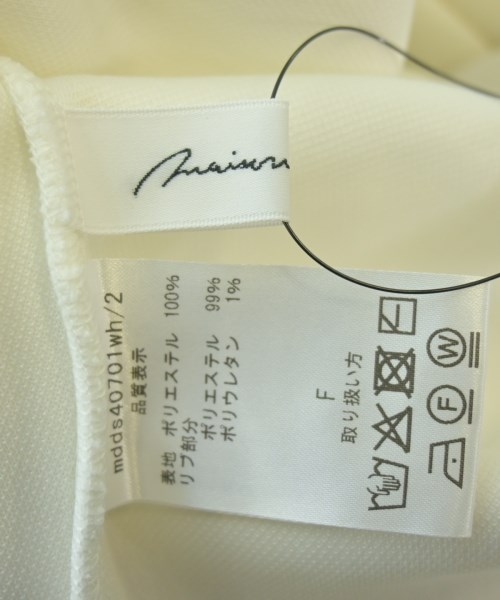 maison
mdds40701wh/2
品質表示
表地 ポリエステル 100%
リブ部分
ポリエステル 99%
ポリウレタン 1%
F
取り扱い方
F
W